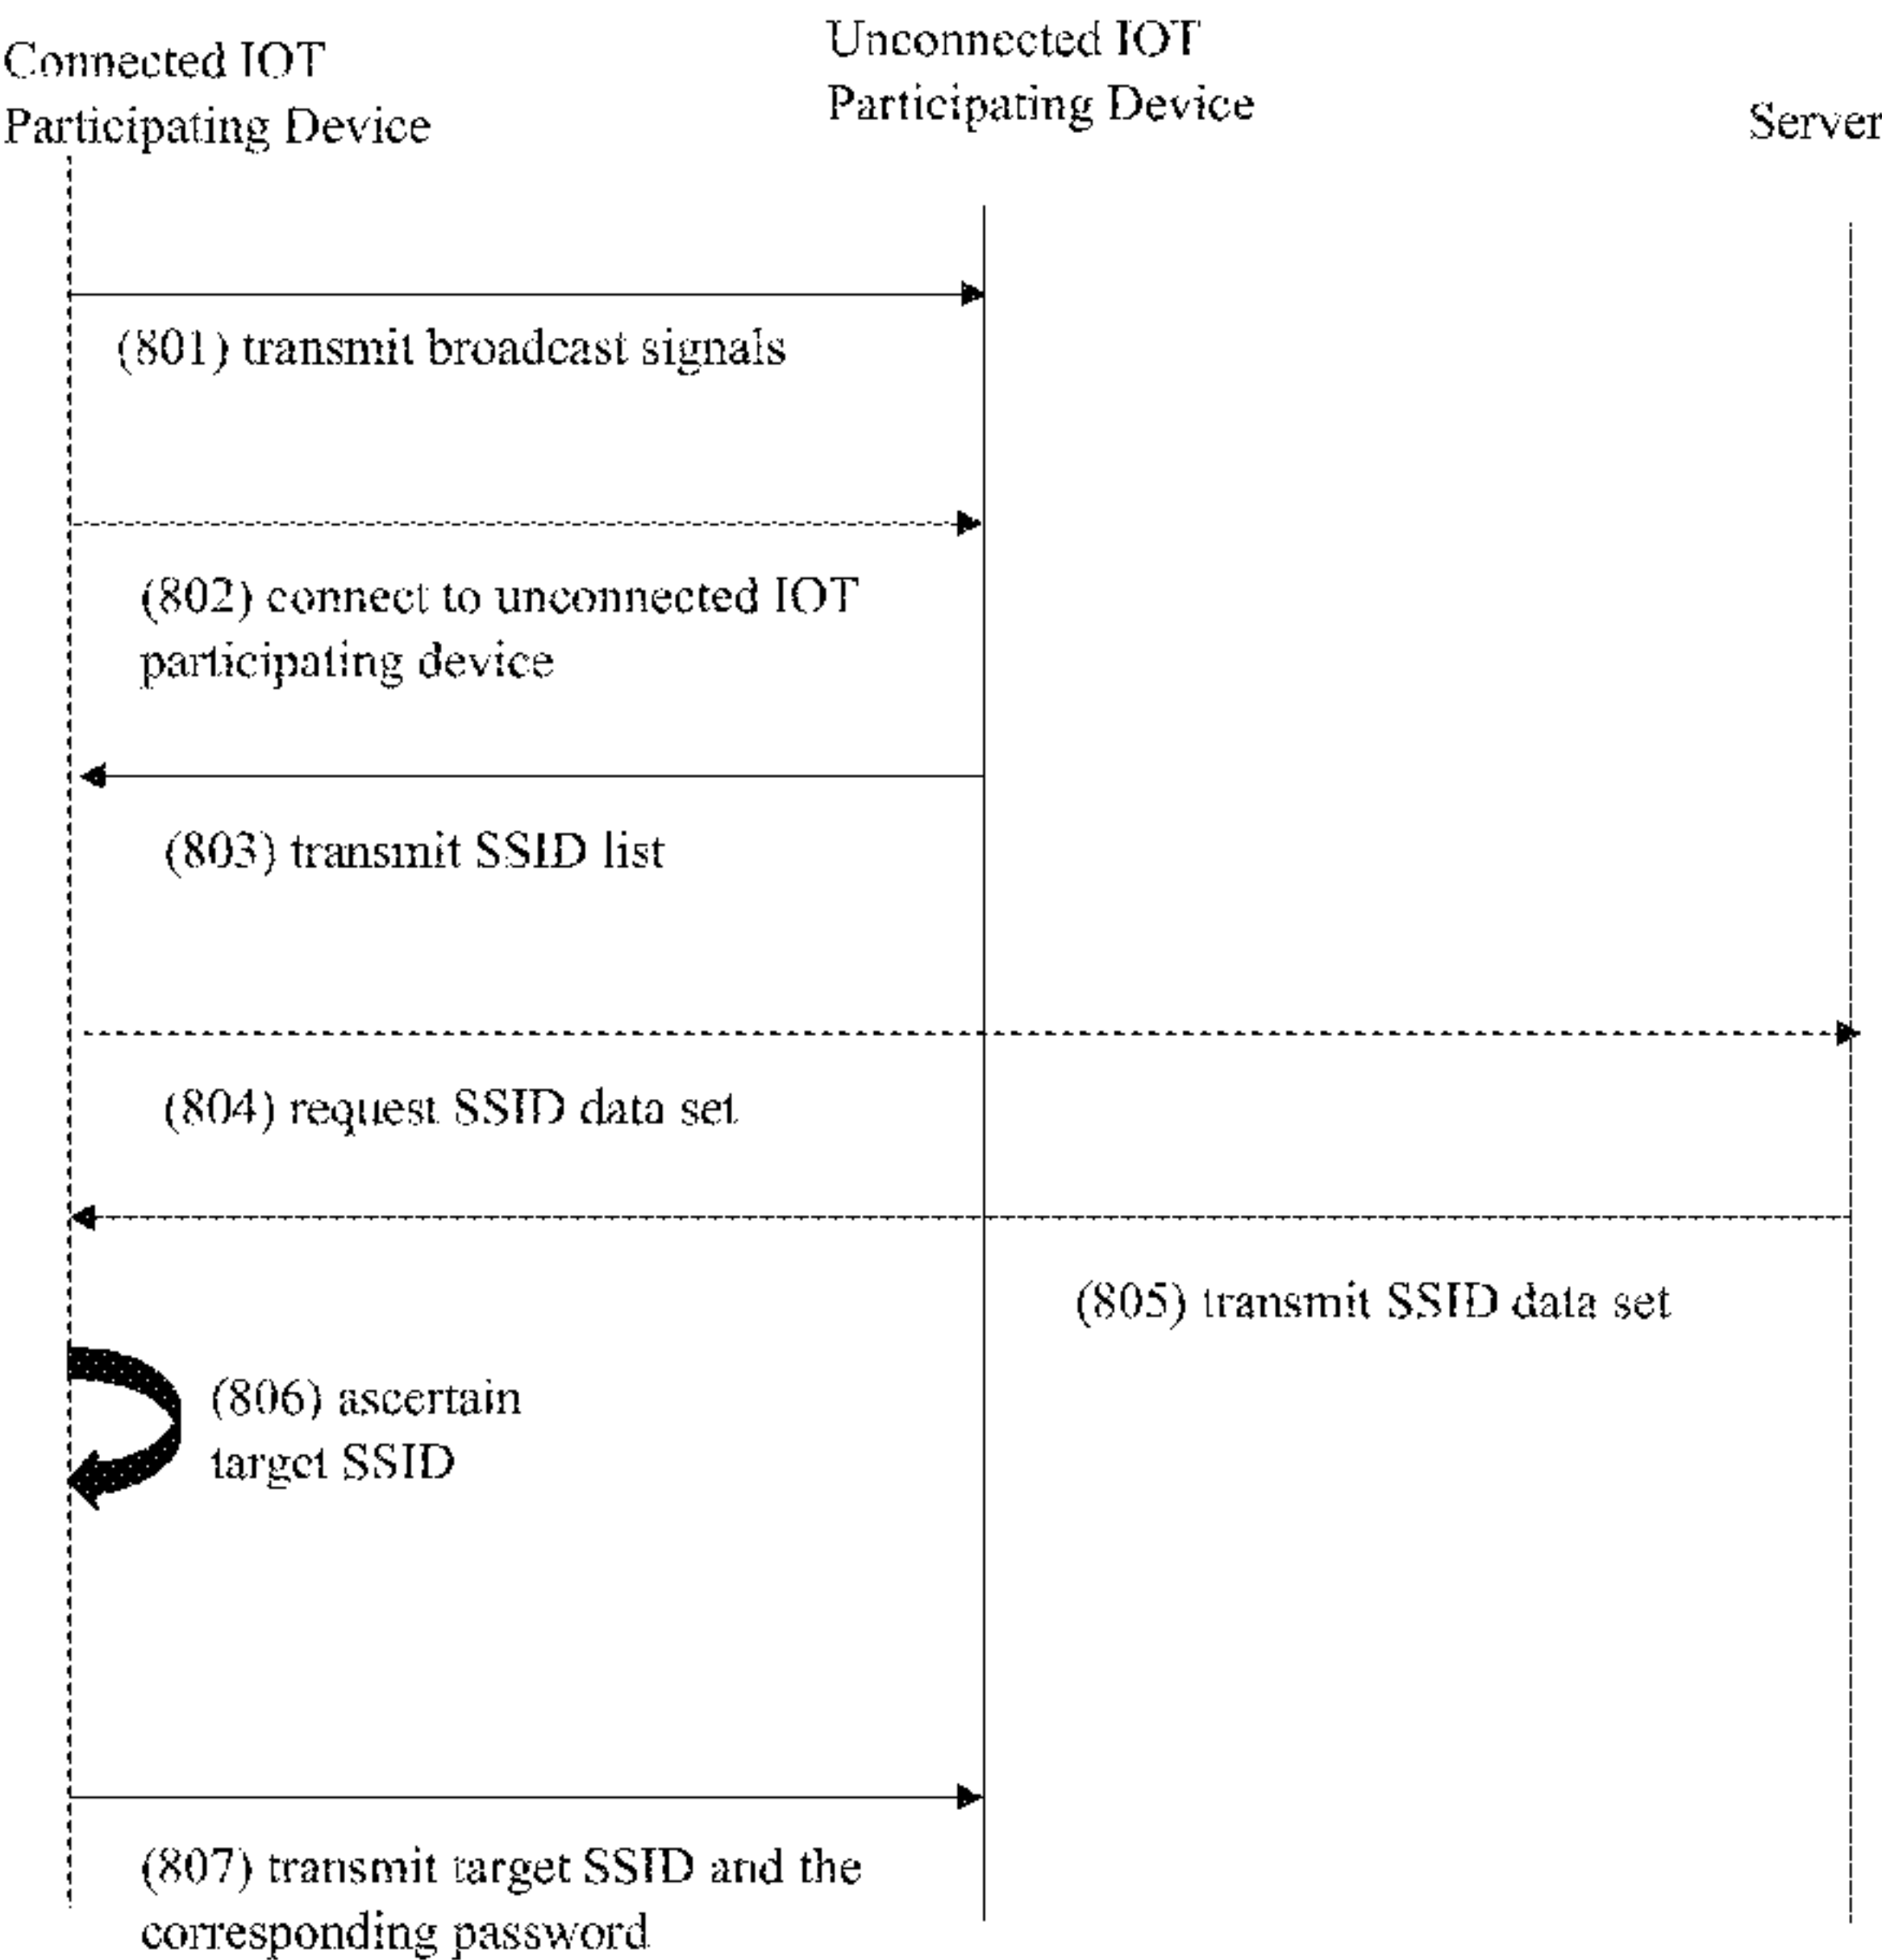 Connected IOT
Participating Device
Unconnected IOT
Participating Device
Server
(801) transmit broadcast signals
(802) connect to unconnected IOT
participating device
(803) transmit SSID list
(804) request SSID data set
(805) transmit SSID data set
(806) ascertain
target SSID
(807) transmit target SSID and the
corresponding password